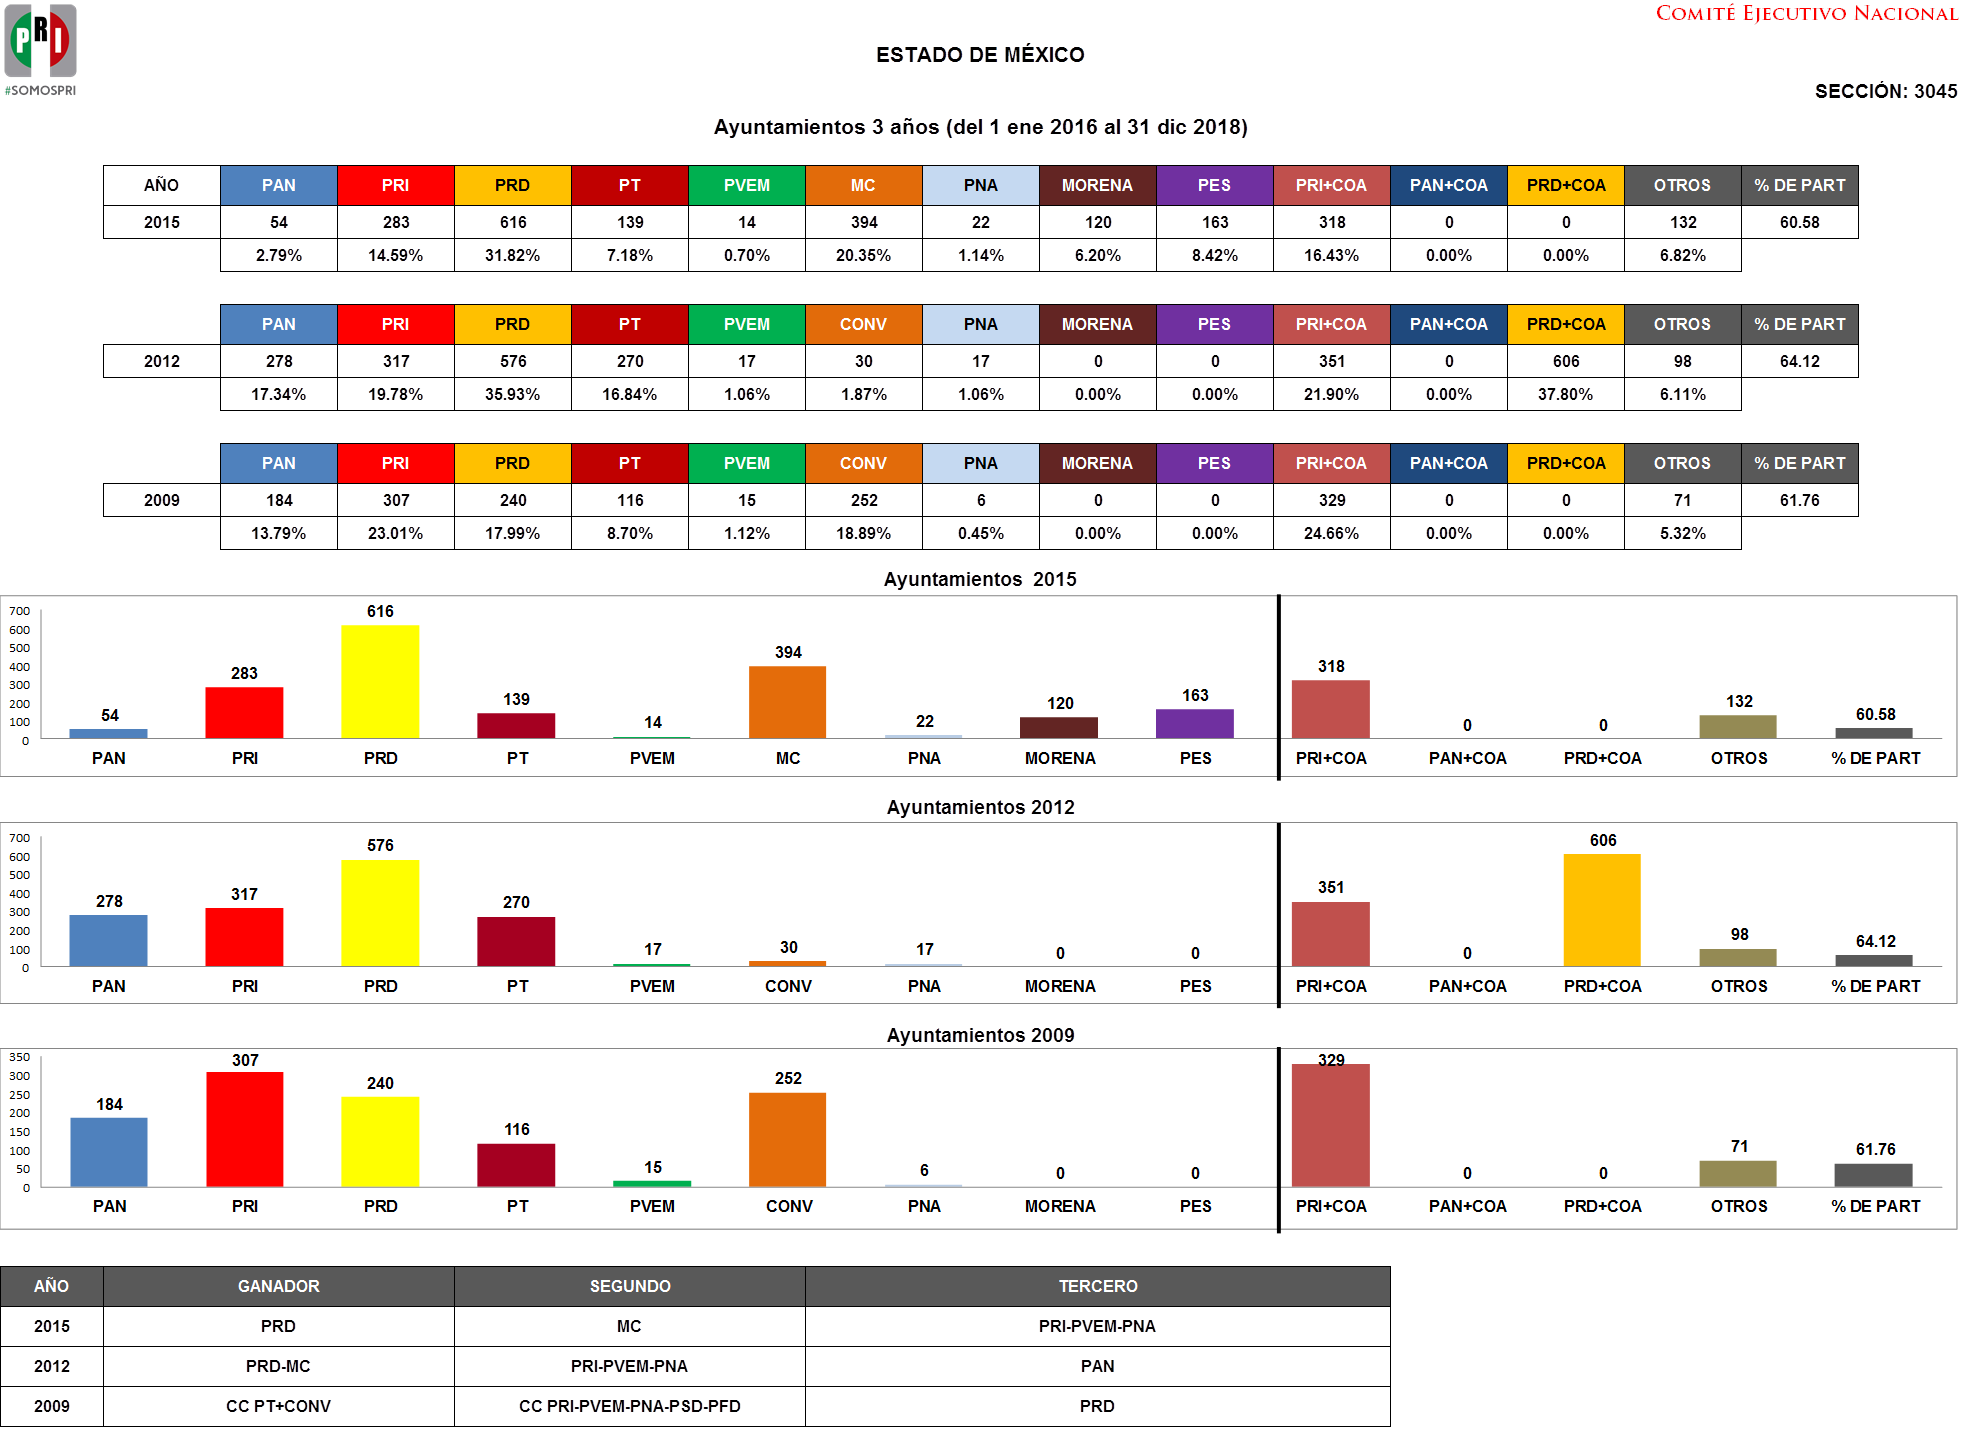 COMITÉ EJECUTIVO NACIONAL
PRI
#SOMOSPRI
ESTADO DE MÉXICO
SECCIÓN: 3045
Ayuntamientos 3 años (del 1 ene 2016 al 31 dic 2018)
AÑO PAN PRI PRD PT PVEM MC PNA MORENA PES PRI+COA PAN+COA PRD+COA OTROS % DE PART
2015 54 283 616 139 14 394 22 120 163 318 0 0 132 60.58
2.79% 14.59% 31.82% 7.18% 0.70% 20.35% 1.14% 6.20% 8.42% 16.43% 0.00% 0.00% 6.82%
PAN PRI PRD PT PVEM CONV PNA MORENA PES PRI+COA PAN+COA PRD+COA OTROS % DE PART
2012 278 317 576 270 17 30 17 0 0 351 0 606 98 64.12
17.34% 19.78% 35.93% 16.84% 1.06% 1.87% 1.06% 0.00% 0.00% 21.90% 0.00% 37.80% 6.11%
PAN PRI PRD PT PVEM CONV PNA MORENA PES PRI+COA PAN+COA PRD+COA OTROS % DE PART
2009 184 307 240 116 15 252 6 0 0 329 0 0 71 61.76
13.79% 23.01% 17.99% 8.70% 1.12% 18.89% 0.45% 0.00% 0.00% 24.66% 0.00% 0.00% 5.32%
Ayuntamientos 2015
700
600
500
400
300
200
100
0
54 283 616 139 14 394 22 120 163 318 0 0 132 60.58
PAN PRI PRD PT PVEM MC PNA MORENA PES PRI+COA PAN+COA PRD+COA OTROS % DE PART
Ayuntamientos 2012
700
600
500
400
300
200
100
0
278 317 576 270 17 30 17 0 0 351 0 606 98 64.12
PAN PRI PRD PT PVEM CONV PNA MORENA PES PRI+COA PAN+COA PRD+COA OTROS % DE PART
Ayuntamientos 2009
350
300
250
200
150
100
50
0
184 307 240 116 15 252 6 0 0 329 0 0 71 61.76
PAN PRI PRD PT PVEM CONV PNA MORENA PES PRI+COA PAN+COA PRD+COA OTROS % DE PART
AÑO GANADOR SEGUNDO TERCERO
2015 PRD MC PRI-PVEM-PNA
2012 PRD-MC PRI-PVEM-PNA PAN
2009 CC PT+CONV CC PRI-PVEM-PNA-PSD-PFD PRD